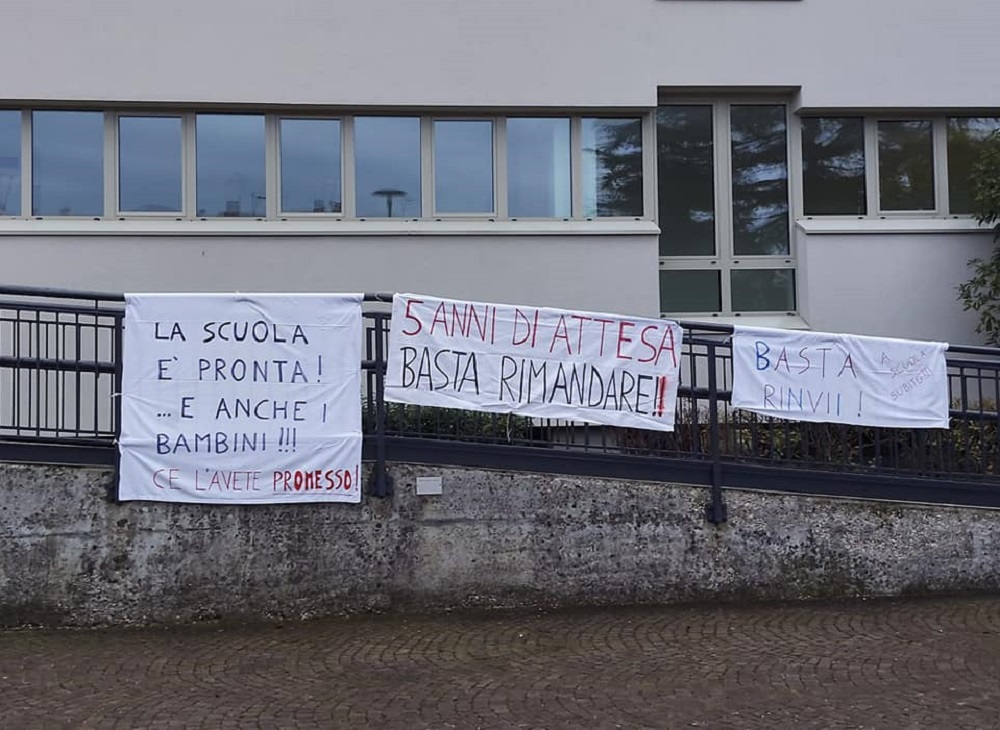 LA SCUOLA
E' PRONTA!
... E ANCHE I
BAMBINI!!!
CE L'AVETE PROMESSO!
5 ANNI DI ATTESA
BASTA RIMANDARE!!
BASTA
RINVII!
A
SCUOLA
SUBITO!!!